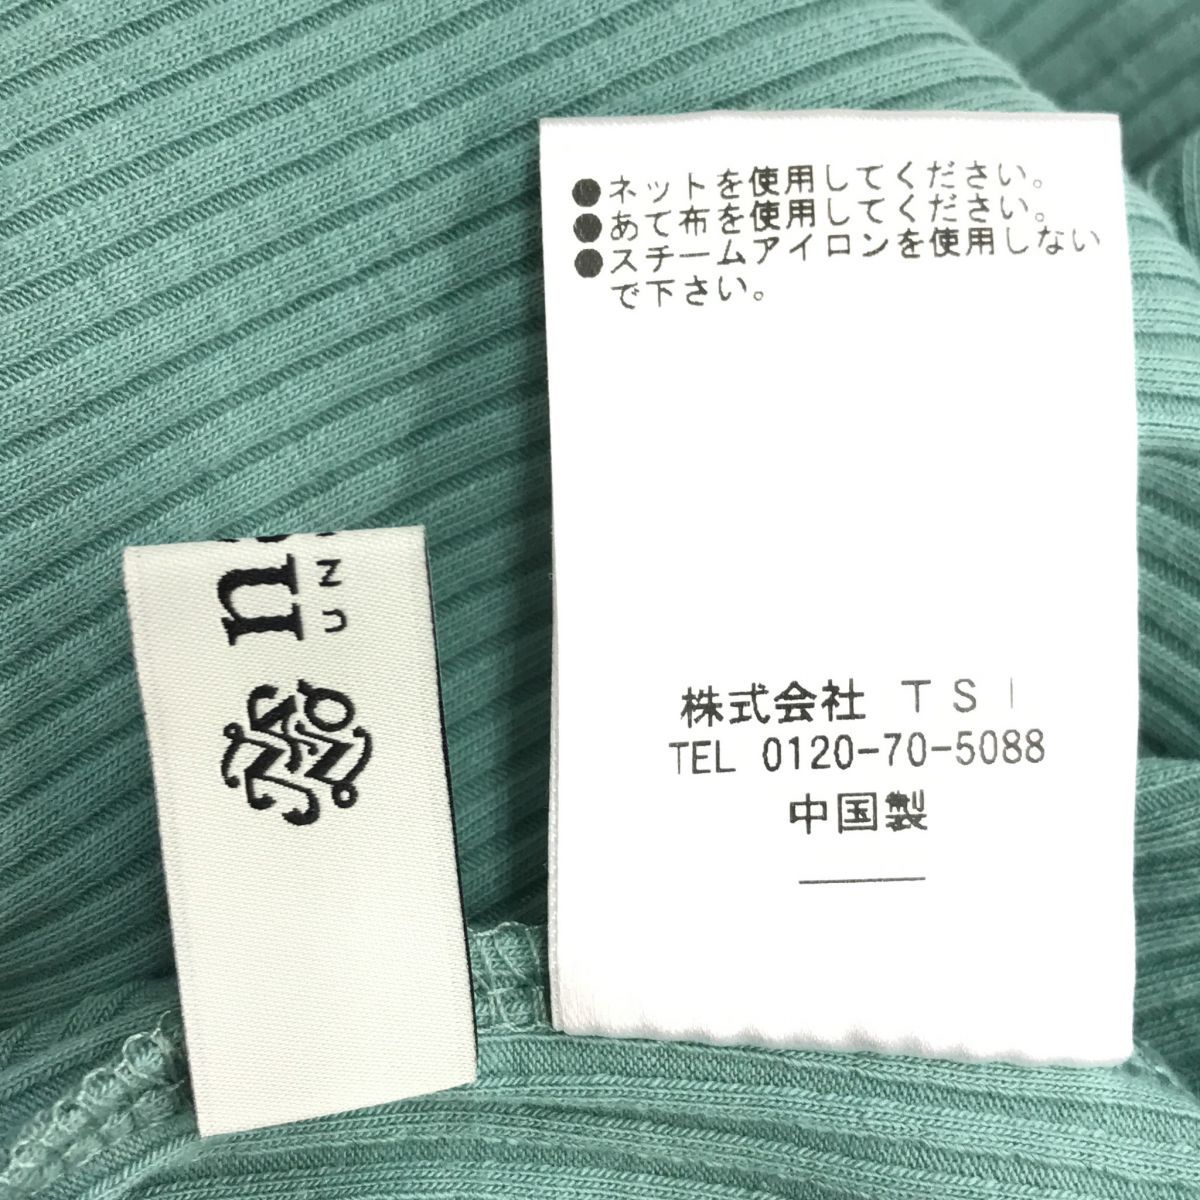 ●ネットを使用してください。
●あて布を使用してください。
●スチームアイロンを使用しない
で下さい。
株式会社 TSI
TEL 0120-70-5088
中国製
UN